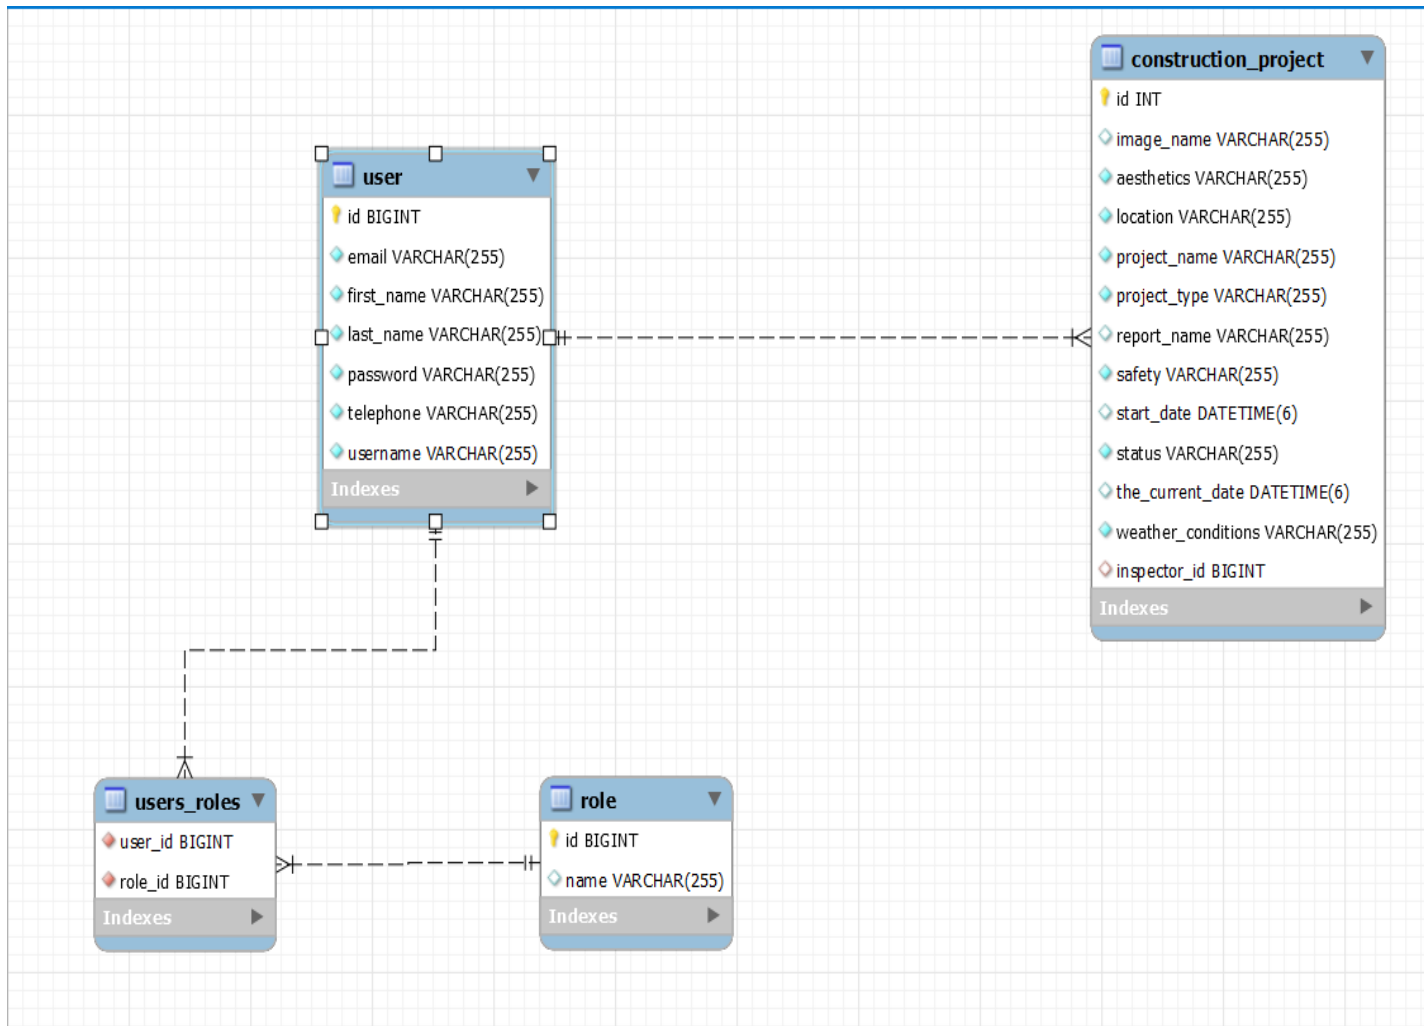 user
id BIGINT
email VARCHAR(255)
first_name VARCHAR(255)
last_name VARCHAR(255)
password VARCHAR(255)
telephone VARCHAR(255)
username VARCHAR(255)
Indexes
construction_project
id INT
image_name VARCHAR(255)
aesthetics VARCHAR(255)
location VARCHAR(255)
project_name VARCHAR(255)
project_type VARCHAR(255)
report_name VARCHAR(255)
safety VARCHAR(255)
start_date DATETIME(6)
status VARCHAR(255)
the_current_date DATETIME(6)
weather_conditions VARCHAR(255)
inspector_id BIGINT
Indexes
users_roles
user_id BIGINT
role_id BIGINT
Indexes
role
id BIGINT
name VARCHAR(255)
Indexes